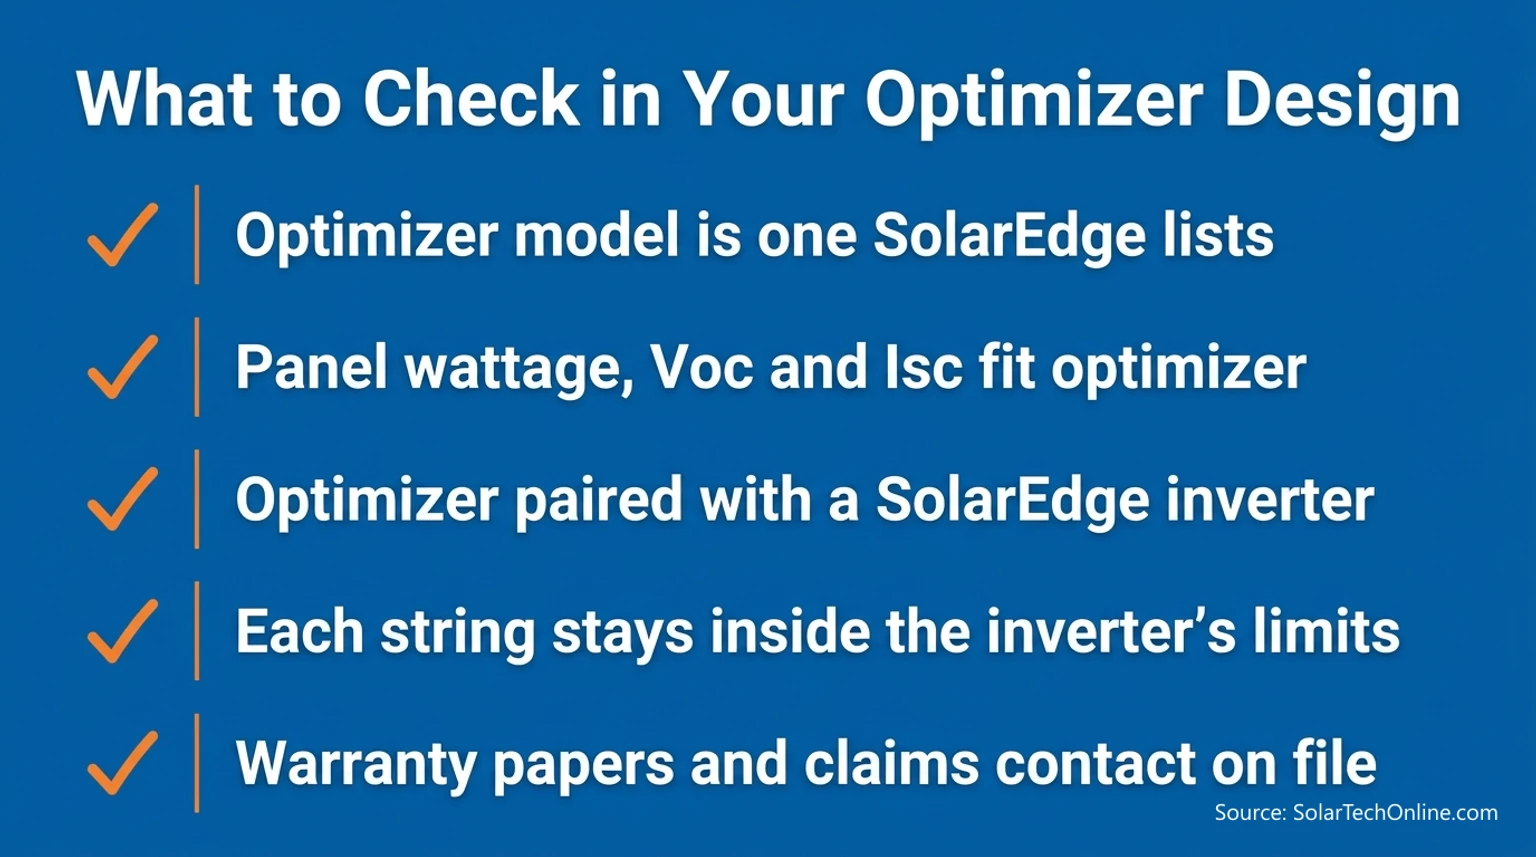 What to Check in Your Optimizer Design
Optimizer model is one SolarEdge lists
Panel wattage, Voc and Isc fit optimizer
Optimizer paired with a SolarEdge inverter
Each string stays inside the inverter’s limits
Warranty papers and claims contact on file
Source: SolarTechOnline.com